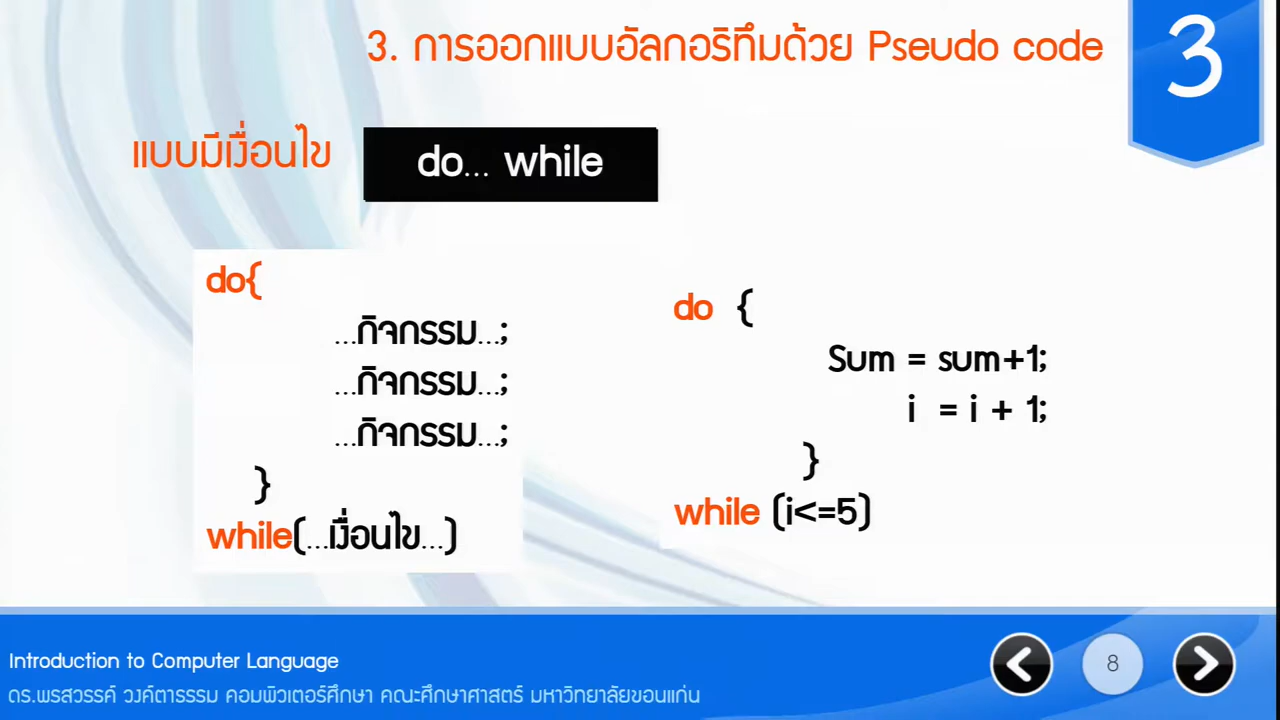 3. การออกแบบอัลกอริทึมด้วย Pseudo code
3
แบบมีเงื่อนไข
do... while
do{
...กิจกรรม...;
...กิจกรรม...;
...กิจกรรม...;
}
while(...เงื่อนไข...)
do {
Sum = sum+1;
i = i + 1;
}
while (i<=5)
Introduction to Computer Language
ดร.พรสวรรค์ วงค์ตาธรรม คอมพิวเตอร์ศึกษา คณะศึกษาศาสตร์ มหาวิทยาลัยขอนแก่น
8